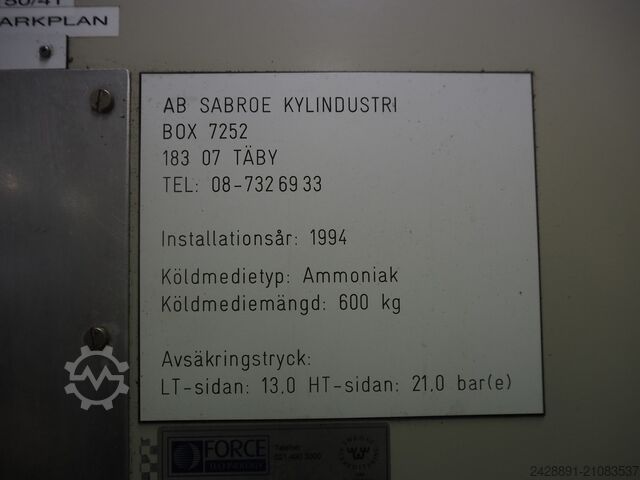 ARKPLAN
AB SABROE KYLINDUSTRI
BOX 7252
183 07 TÄBY
TEL: 08-732 69 33
Installationsår: 1994
Köldmedietyp: Ammoniak
Köldmediemängd: 600 kg
Avsäkringstryck:
LT-sidan: 13,0 HT-sidan: 21,0 bar(e)
FORCE
2428891-21083537